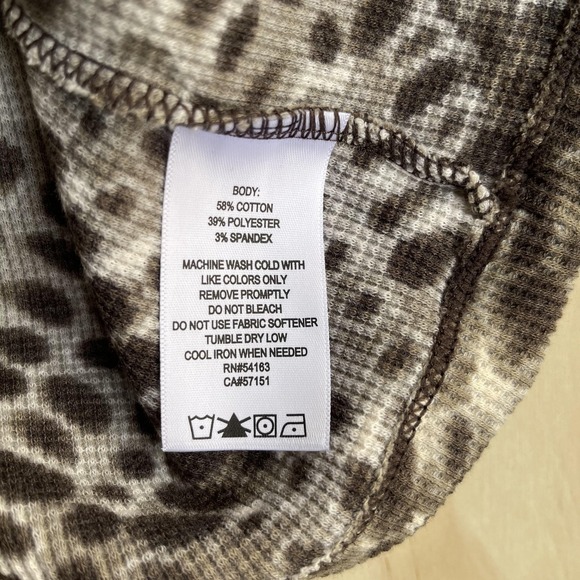 BODY:
58% COTTON
39% POLYESTER
3% SPANDEX
MACHINE WASH COLD WITH
LIKE COLORS ONLY
REMOVE PROMPTLY
DO NOT BLEACH
DO NOT USE FABRIC SOFTENER
TUMBLE DRY LOW
COOL IRON WHEN NEEDED
RN#54163
CA#57151